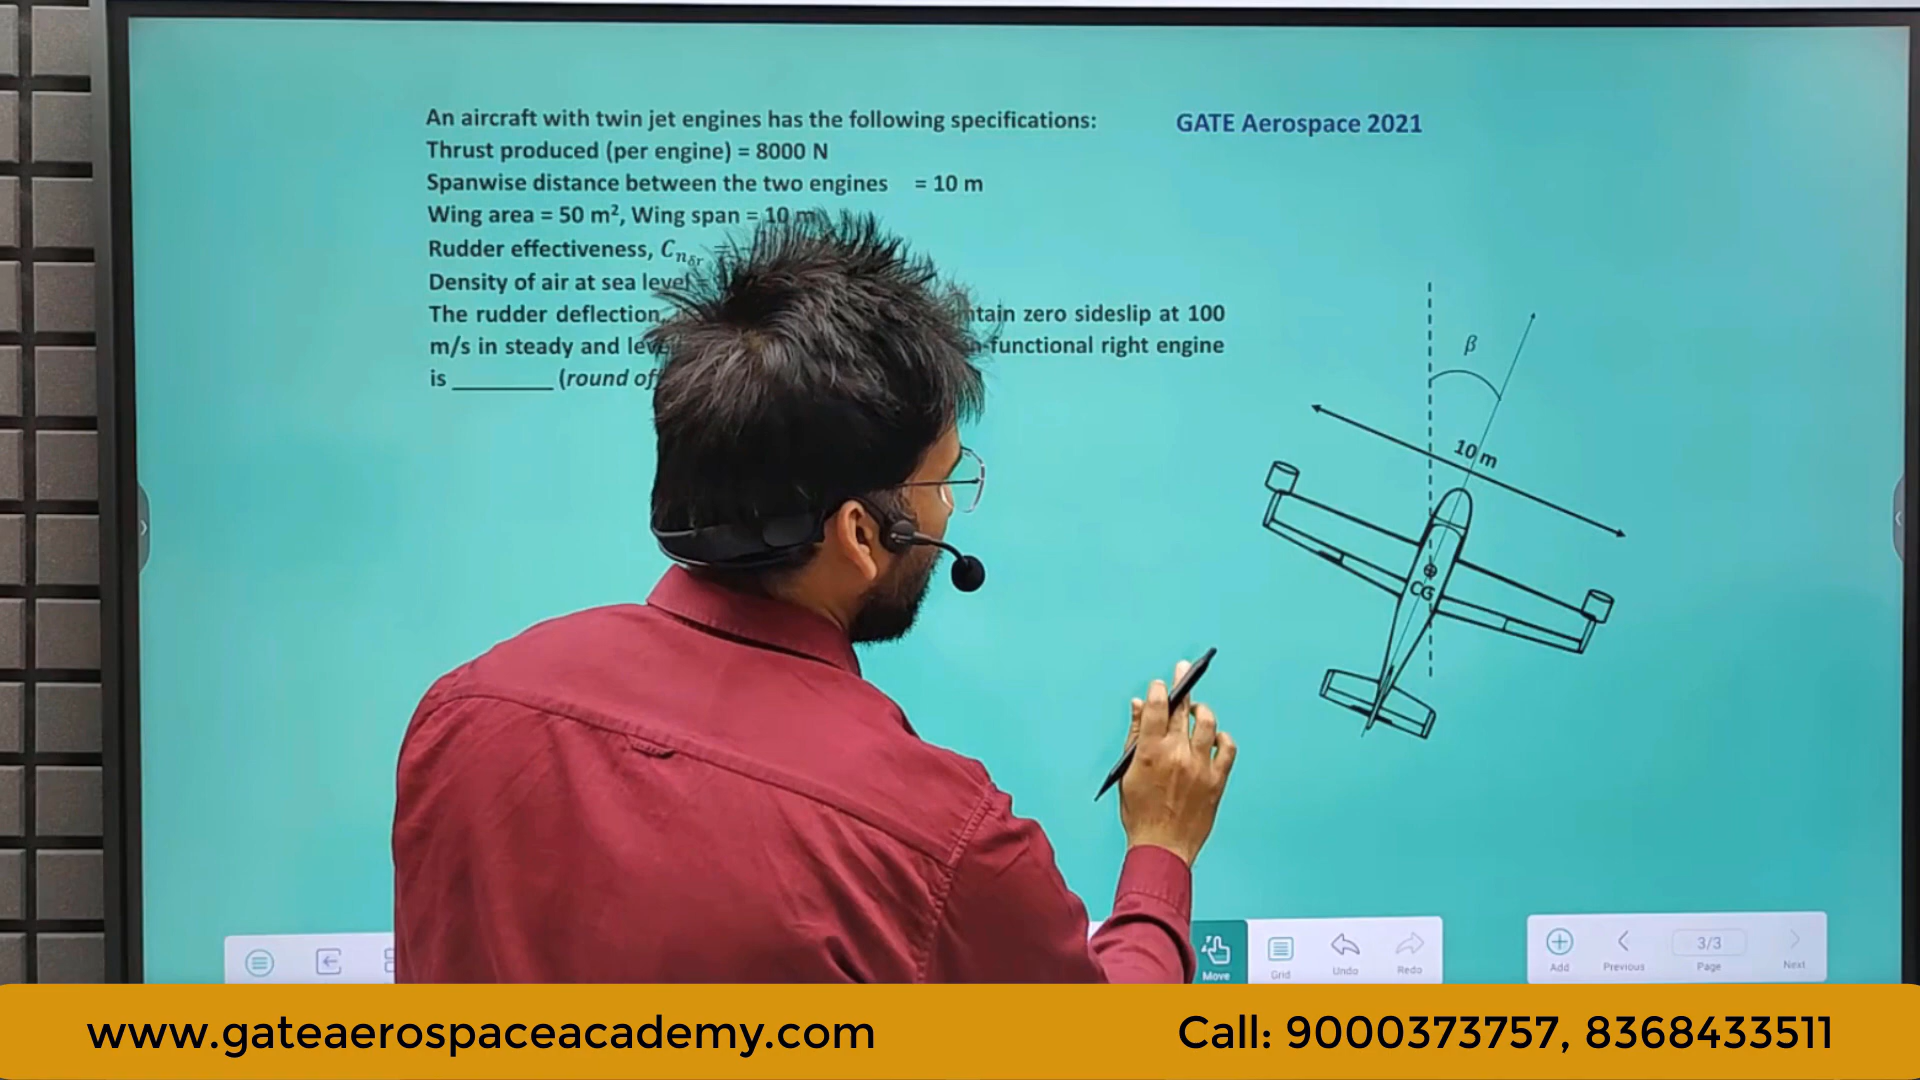 An aircraft with twin jet engines has the following specifications:
GATE Aerospace 2021
Thrust produced (per engine) = 8000 N
Spanwise distance between the two engines = 10 m
Wing area = 50 m², Wing span = 10 m
Rudder effectiveness, Cnδr =
Density of air at sea level
The rudder deflection, zero sideslip at 100
m/s in steady and functional right engine
is ________ (round
β
10 m
CG
Move
Grid
Undo
Redo
Add
Previous
3/3
Page
Next
www.gateaerospaceacademy.com
Call: 9000373757, 8368433511